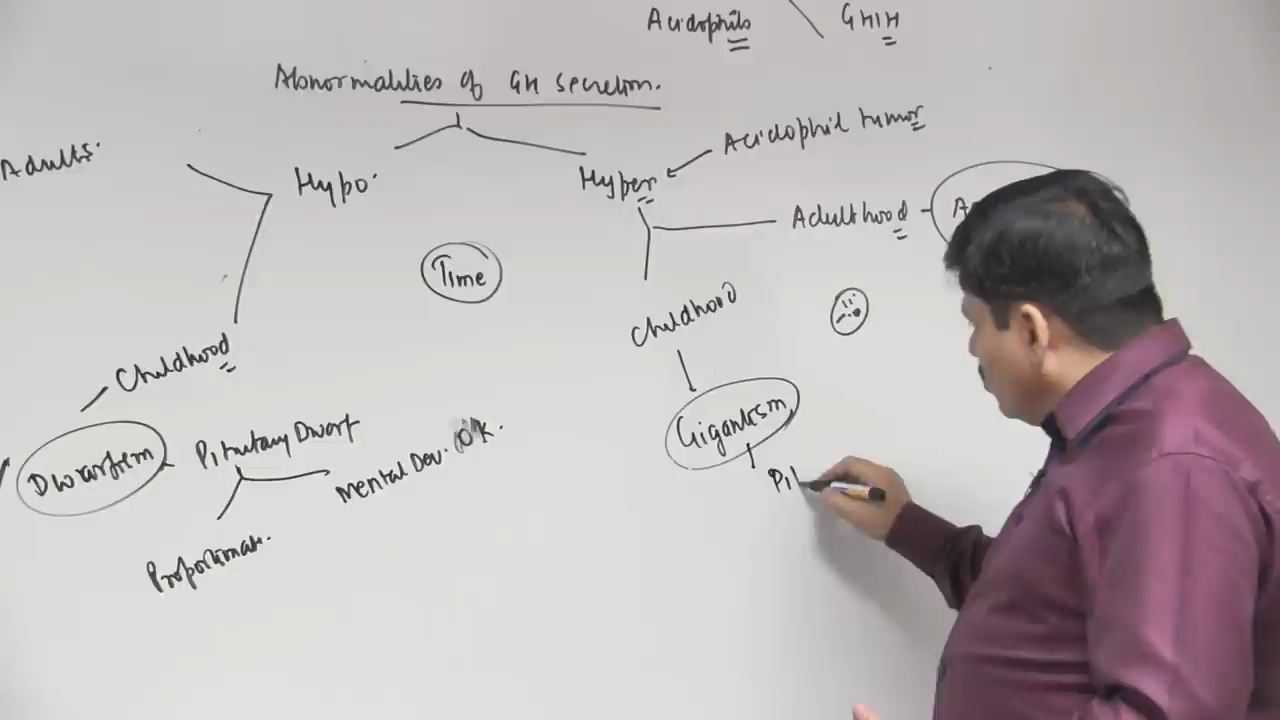 Acidophils
GHIH
Abnormalities of GH secretion.
Adults.
Hypo.
Hyper
Acidophil tumor
Adulthood - A
Time
Childhood
Childhood
Gigantism
Pit
Dwarfism
Pituitary Dwarf
Mental Dev. OK.
Proportionate.